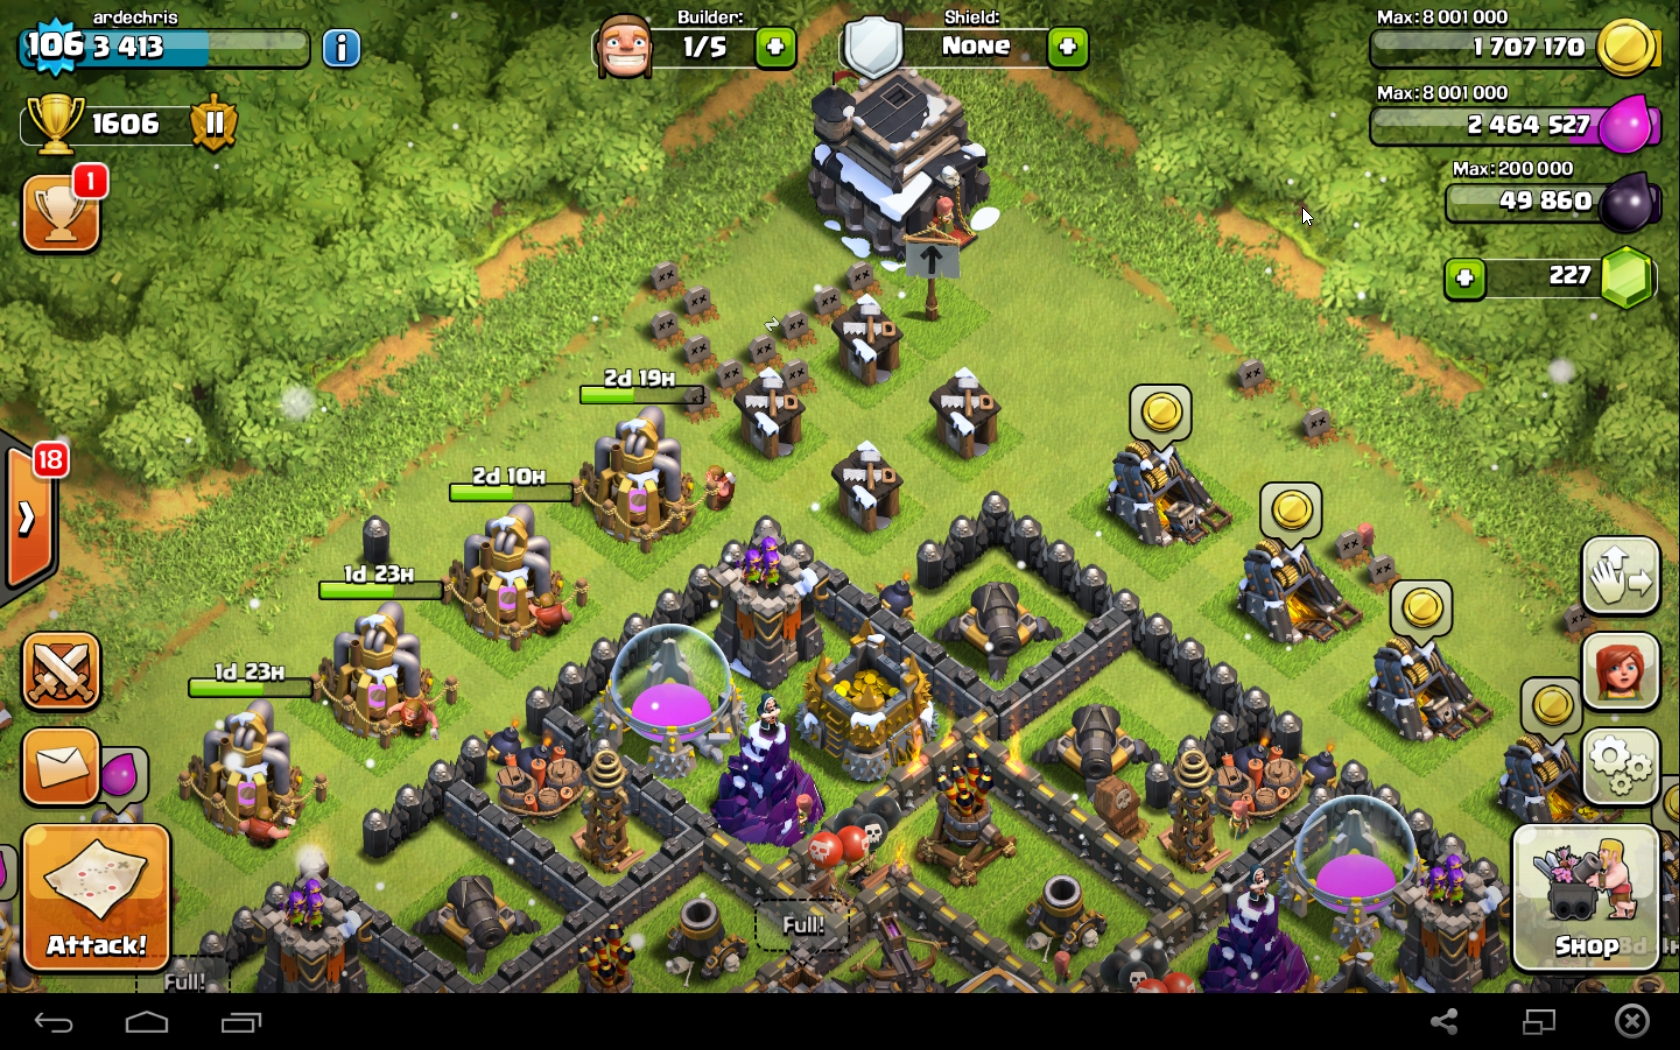 ardechris
106 3 413
Builder:
1/5
Shield:
None
Max: 8 001 000
1 707 170
Max: 8 001 000
2 464 527
Max: 200 000
49 860
227
1606
II
1
18
2d 19H
2d 10H
1d 23H
1d 23H
Full!
Full!
Attack!
Shop